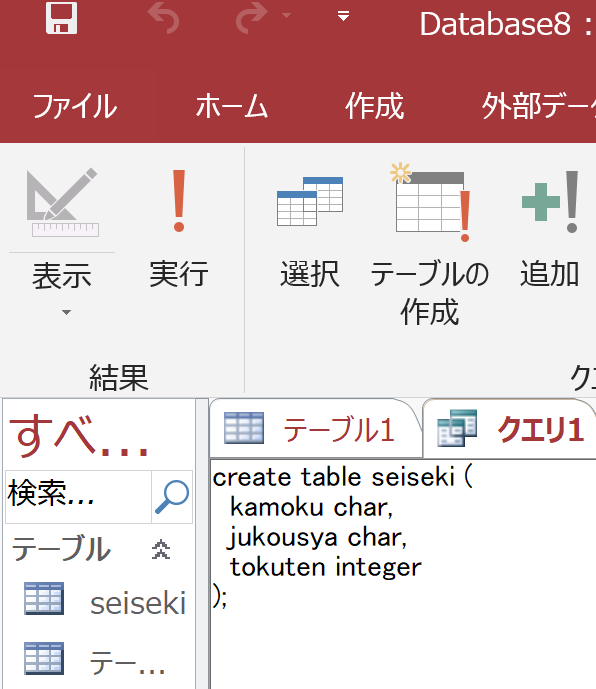 Database8 :
ファイル ホーム 作成 外部デー
表示 実行 選択 テーブルの
作成 追加
結果
すべ...
検索...
テーブル
seiseki
テー...
テーブル1 クエリ1
create table seiseki (
kamoku char,
jukousya char,
tokuten integer
);